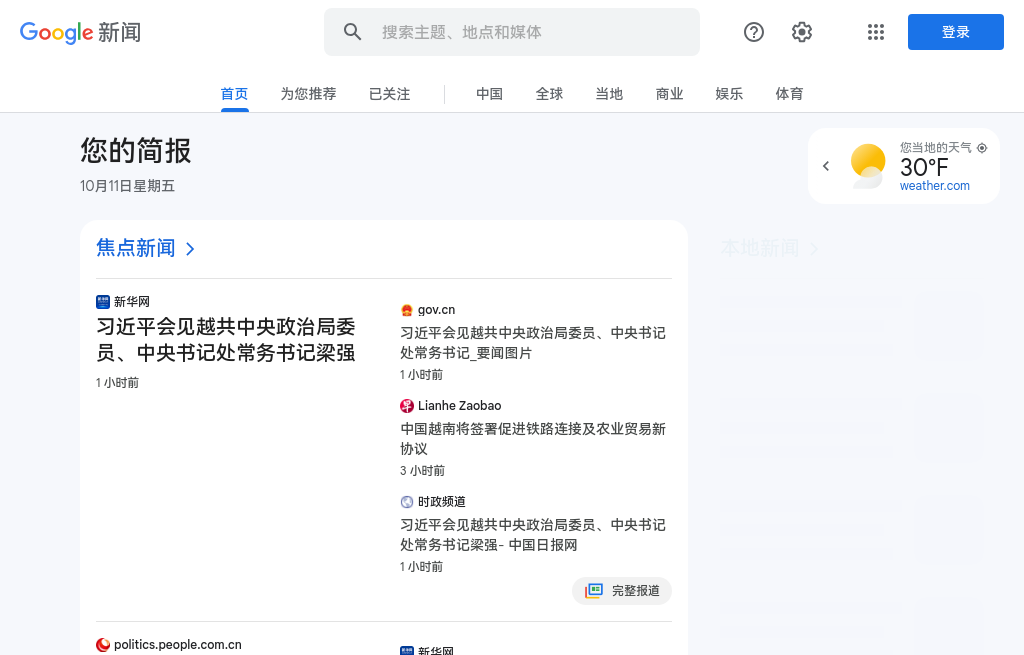 Google 新闻
搜索主题、地点和媒体
登录
首页
为您推荐
已关注
中国
全球
当地
商业
娱乐
体育
您的简报
10月11日星期五
您当地的天气
30°F
weather.com
焦点新闻
本地新闻
新华网
习近平会见越共中央政治局委
员、中央书记处常务书记梁强
1 小时前
gov.cn
习近平会见越共中央政治局委员、中央书记
处常务书记_要闻图片
1 小时前
Lianhe Zaobao
中国越南将签署促进铁路连接及农业贸易新
协议
3 小时前
时政频道
习近平会见越共中央政治局委员、中央书记
处常务书记梁强- 中国日报网
1 小时前
完整报道
politics.people.com.cn
新华网